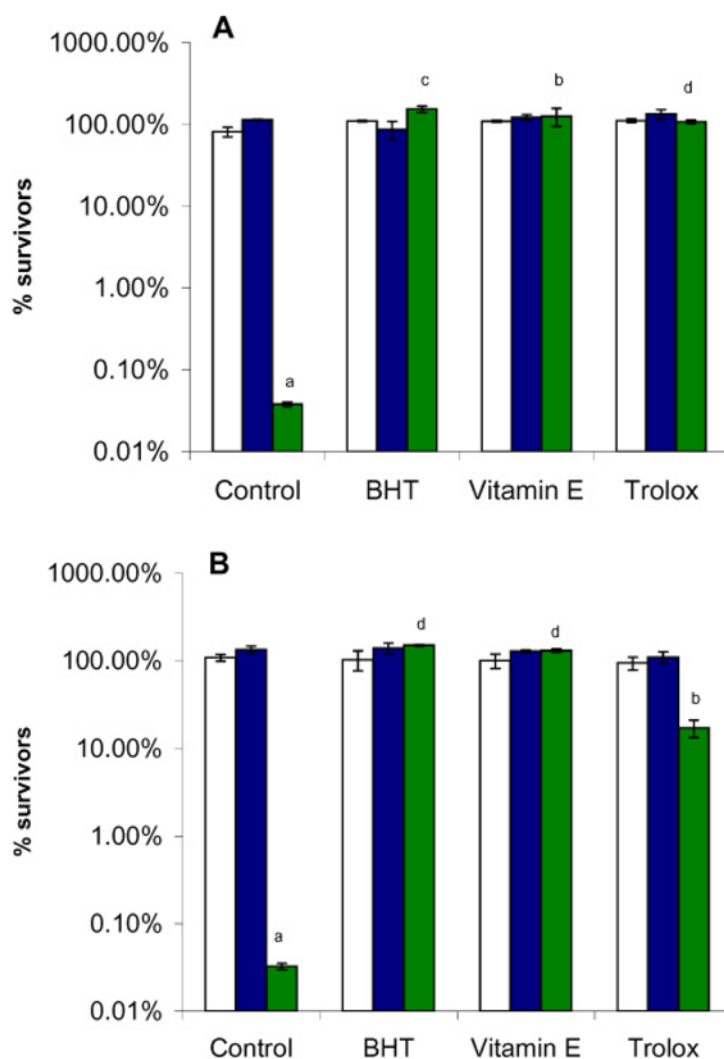 A
1000.00%
c
b
d
100.00%
10.00%
% survivors
1.00%
0.10%
a
0.01%
Control
BHT
Vitamin E
Trolox
B
1000.00%
d
d
100.00%
b
10.00%
% survivors
1.00%
0.10%
a
0.01%
Control
BHT
Vitamin E
Trolox